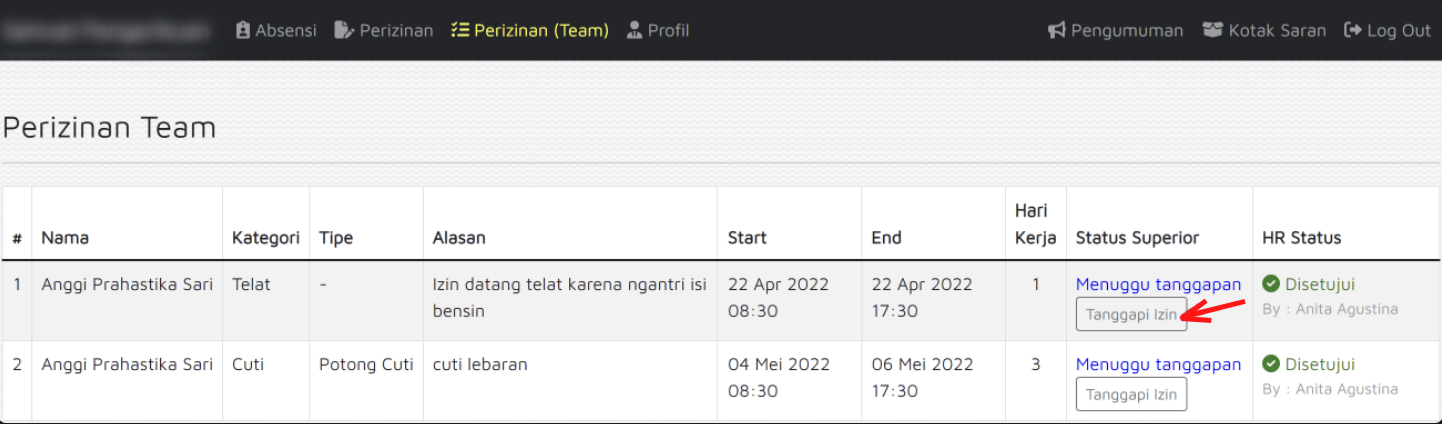 Absensi Perizinan Perizinan (Team) Profil Pengumuman Kotak Saran Log Out
Perizinan Team
# Nama Kategori Tipe Alasan Start End Hari Kerja Status Superior HR Status
1 Anggi Prahastika Sari Telat - Izin datang telat karena ngantri isi bensin 22 Apr 2022 08:30 22 Apr 2022 17:30 1 Menuggu tanggapan Tanggapi Izin Disetujui By : Anita Agustina
2 Anggi Prahastika Sari Cuti Potong Cuti cuti lebaran 04 Mei 2022 08:30 06 Mei 2022 17:30 3 Menuggu tanggapan Tanggapi Izin Disetujui By : Anita Agustina